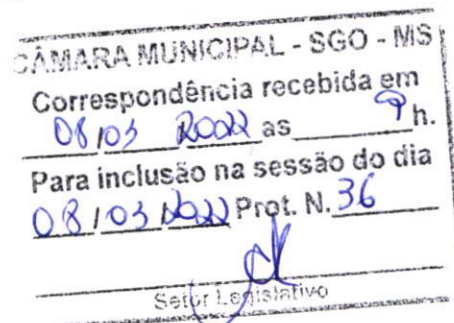 CÂMARA MUNICIPAL - SGO - MS
Correspondência recebida em
08/03 2022 as 9 h.
Para inclusão na sessão do dia
08/03/2022 Prot. N. 36
Setor Legislativo